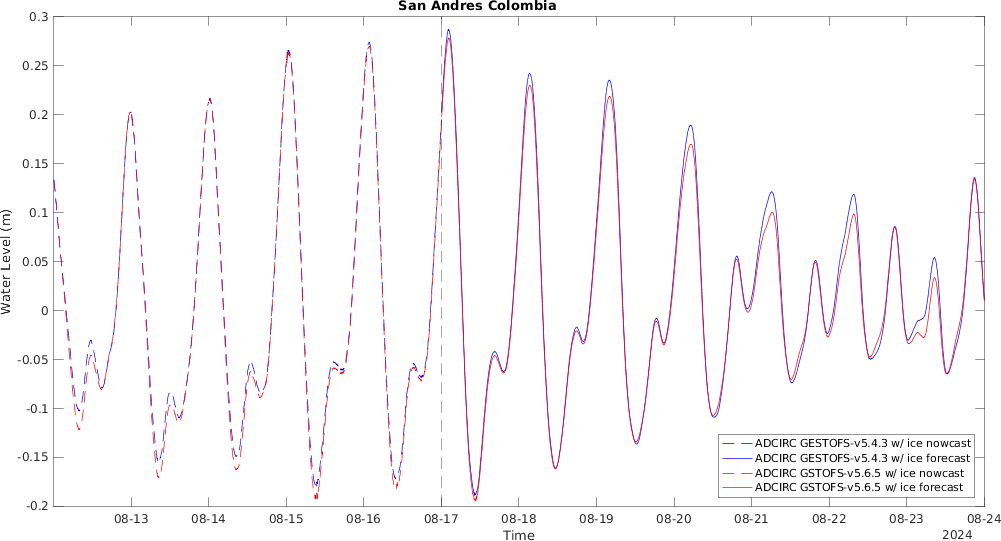 San Andres Colombia
0.3
0.25
0.2
0.15
0.1
0.05
0
-0.05
-0.1
-0.15
-0.2
Water Level (m)
ADCIRC GESTOFS-v5.4.3 w/ ice nowcast
ADCIRC GESTOFS-v5.4.3 w/ ice forecast
ADCIRC GSTOFS-v5.6.5 w/ ice nowcast
ADCIRC GSTOFS-v5.6.5 w/ ice forecast
08-13 08-14 08-15 08-16 08-17 08-18 08-19 08-20 08-21 08-22 08-23 08-24
Time
2024